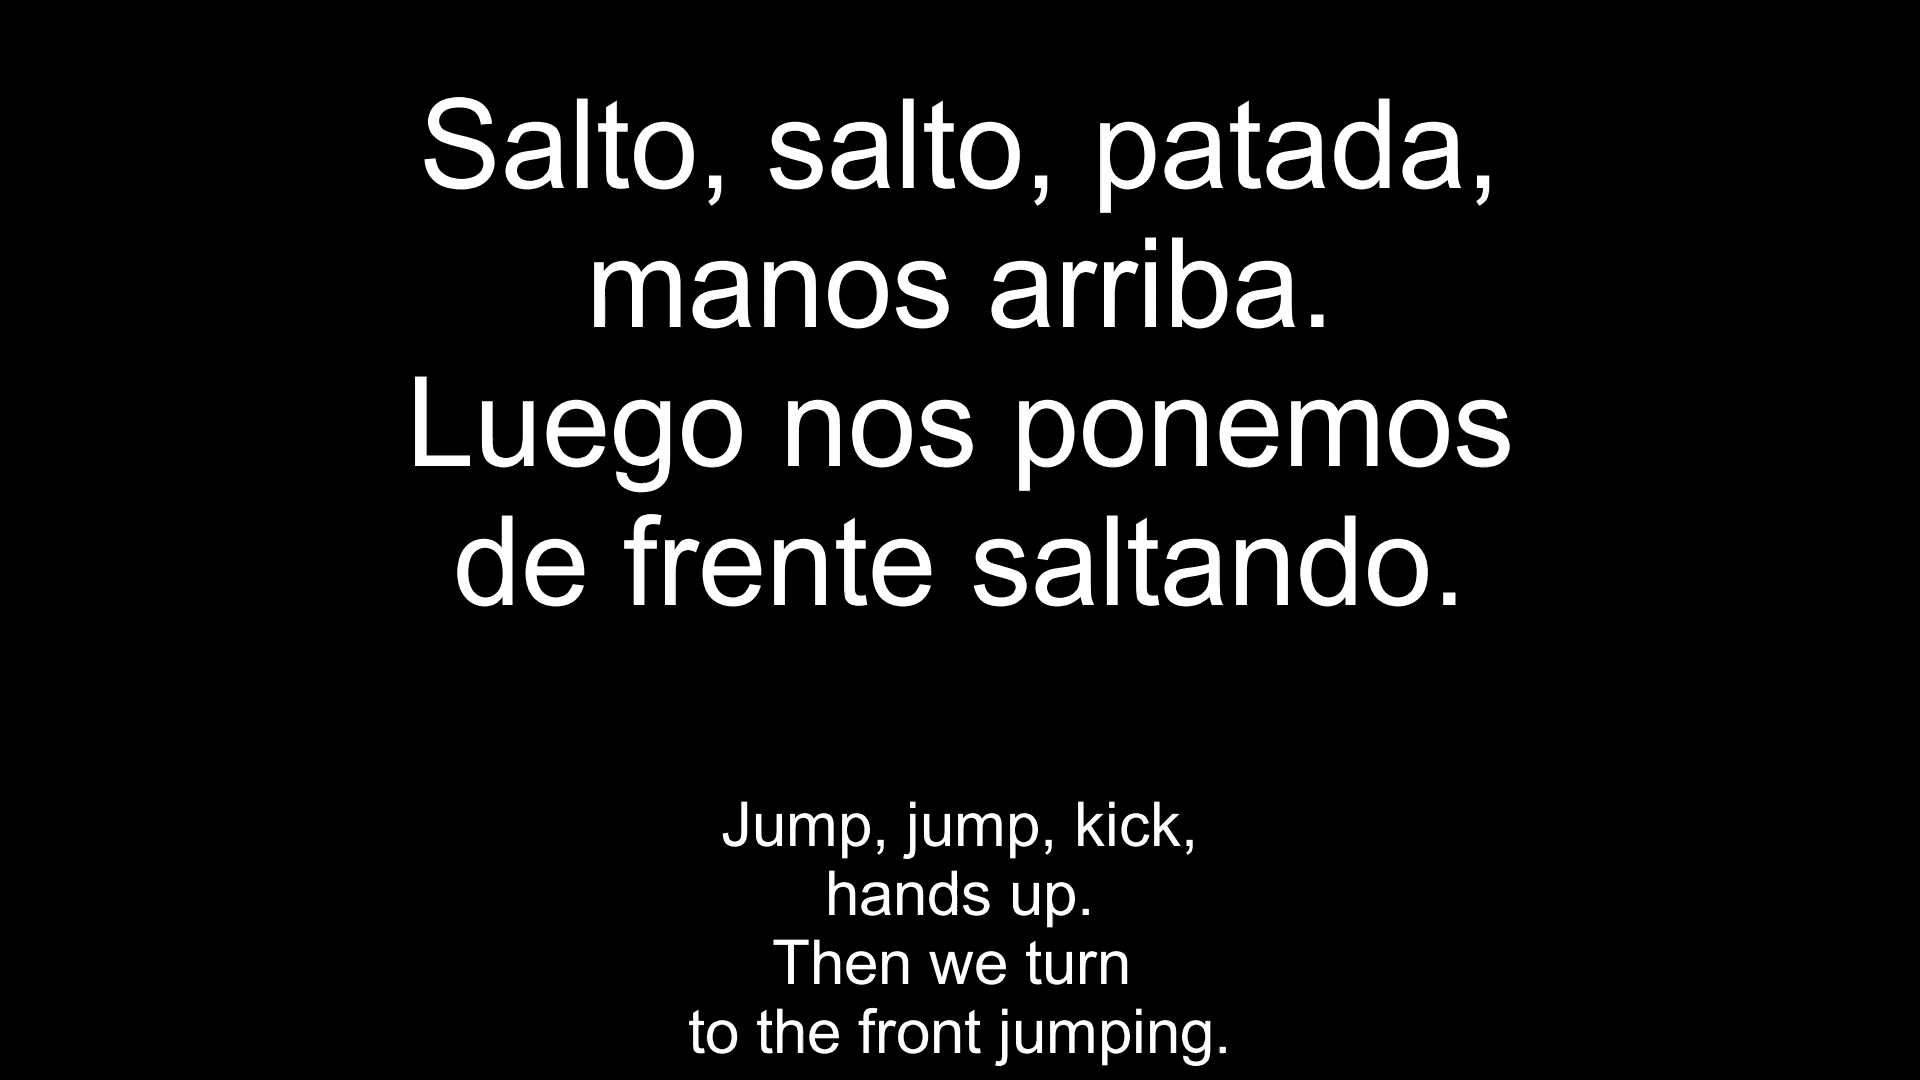 Salto, salto, patada,
manos arriba.
Luego nos ponemos
de frente saltando.
Jump, jump, kick,
hands up.
Then we turn
to the front jumping.